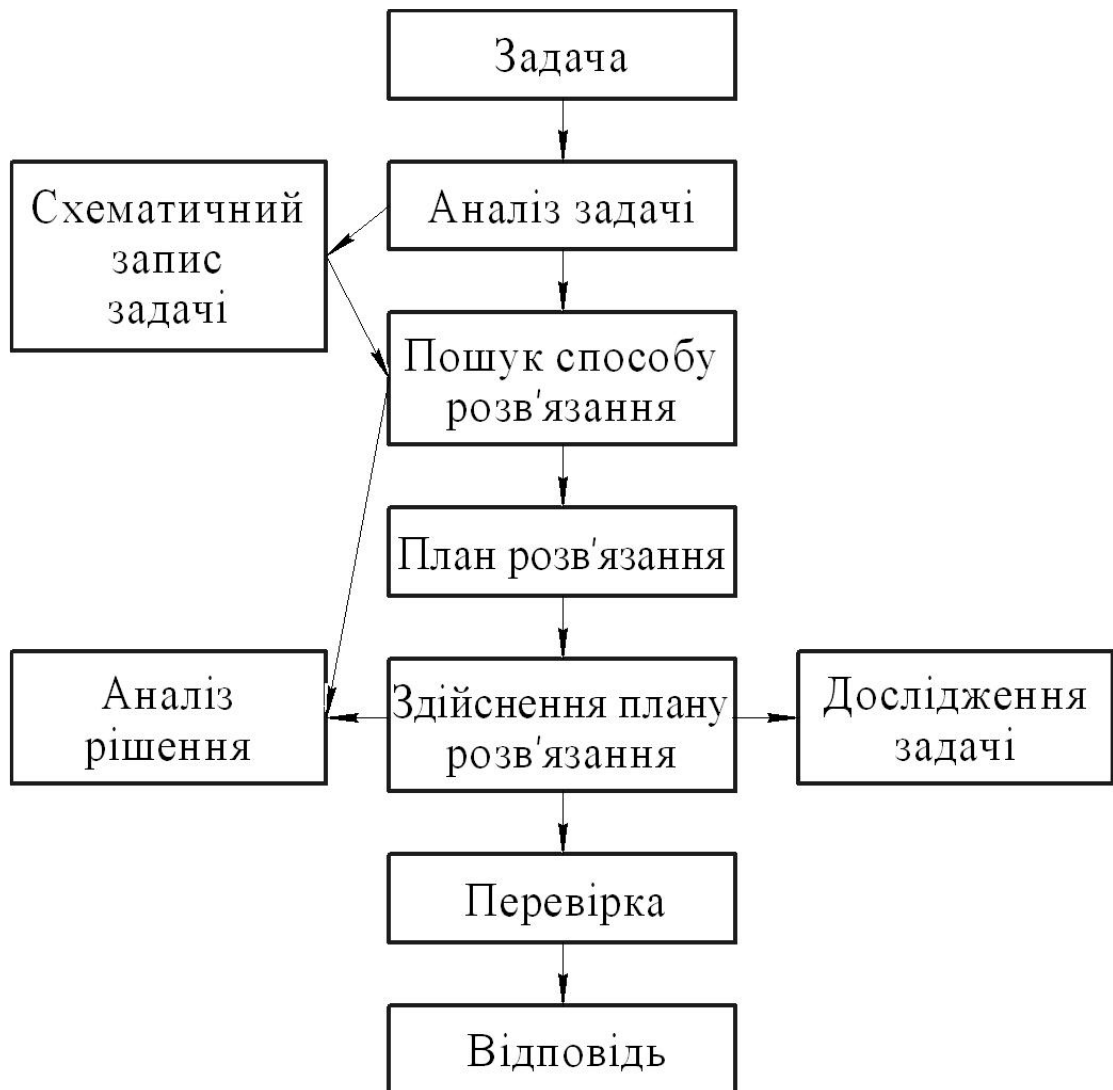 Задача
Аналіз задачі
Схематичний
запис
задачі
Пошук способу
розв'язання
План розв'язання
Аналіз
рішення
Здійснення плану
розв'язання
Дослідження
задачі
Перевірка
Відповідь